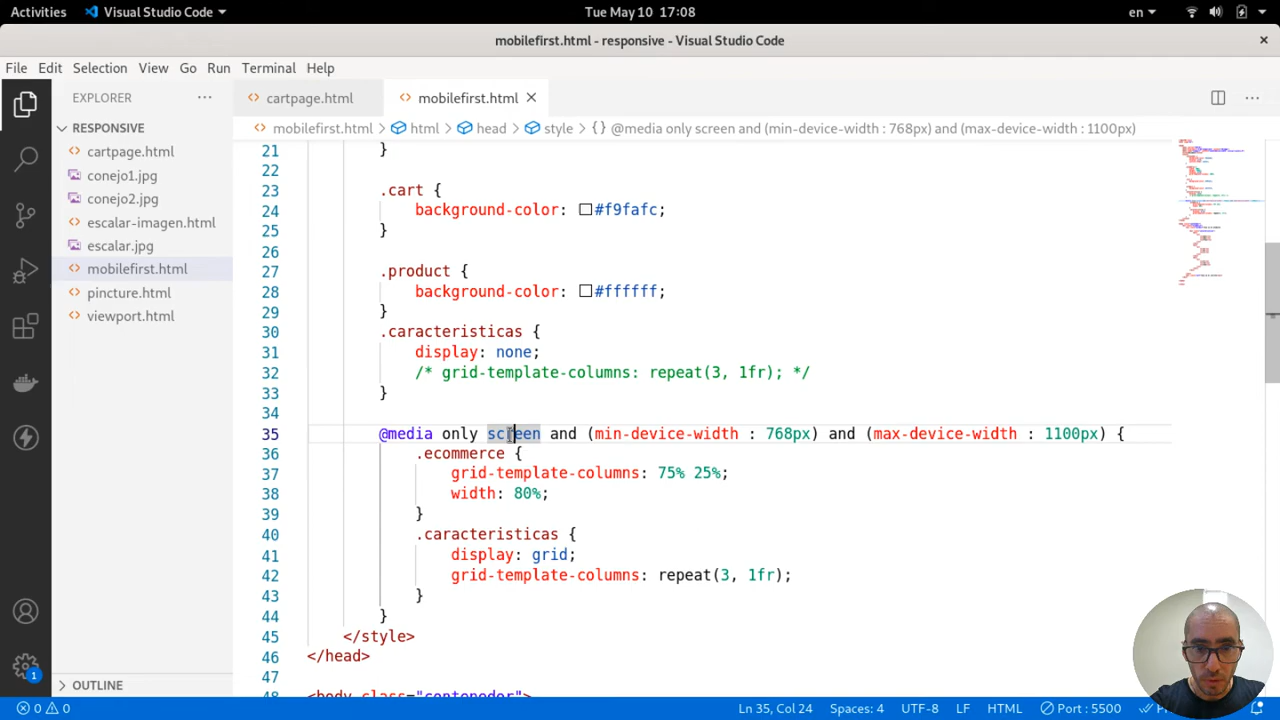 Activities Visual Studio Code Tue May 10 17:08 en
mobilefirst.html - responsive - Visual Studio Code
File Edit Selection View Go Run Terminal Help
EXPLORER
RESPONSIVE
cartpage.html
conejo1.jpg
conejo2.jpg
escalar-imagen.html
escalar.jpg
mobilefirst.html
pincture.html
viewport.html
OUTLINE
1
cartpage.html mobilefirst.html
mobilefirst.html html head style {} @media only screen and (min-device-width : 768px) and (max-device-width : 1100px)
21 }
22
23 .cart {
24 background-color: #f9fafc;
25 }
26
27 .product {
28 background-color: #ffffff;
29 }
30 .caracteristicas {
31 display: none;
32 /* grid-template-columns: repeat(3, 1fr); */
33 }
34
35 @media only screen and (min-device-width : 768px) and (max-device-width : 1100px) {
36 .ecommerce {
37 grid-template-columns: 75% 25%;
38 width: 80%;
39 }
40 .caracteristicas {
41 display: grid;
42 grid-template-columns: repeat(3, 1fr);
43 }
44 }
45 </style>
46 </head>
47
48 <body class="contenedor">
0 0 Ln 35, Col 24 Spaces: 4 UTF-8 LF HTML Port : 5500